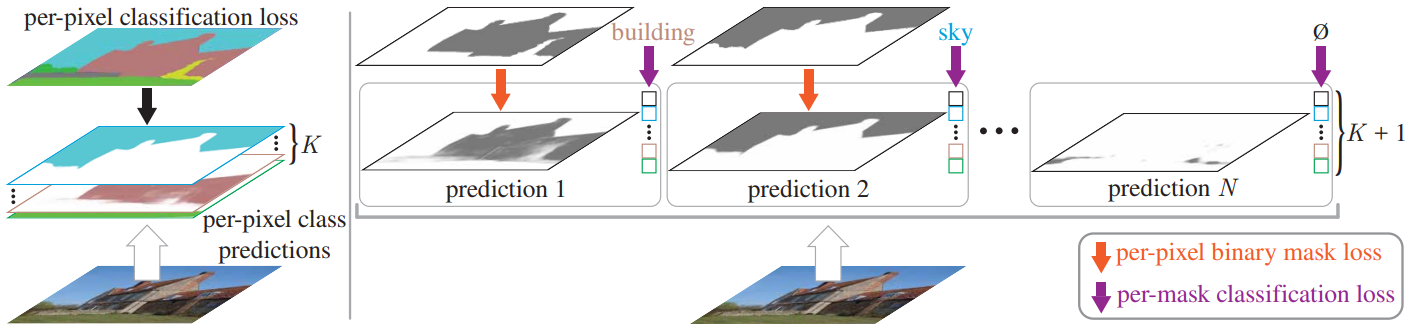 per-pixel classification loss
K
per-pixel class
predictions
building
sky
Ø
K + 1
prediction 1
prediction 2
prediction N
per-pixel binary mask loss
per-mask classification loss